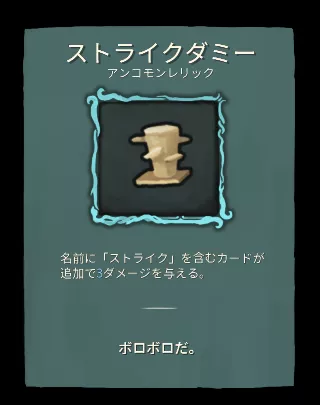 ストライクダミー
アンコモンレリック
名前に「ストライク」を含むカードが
追加で3ダメージを与える。
ボロボロだ。